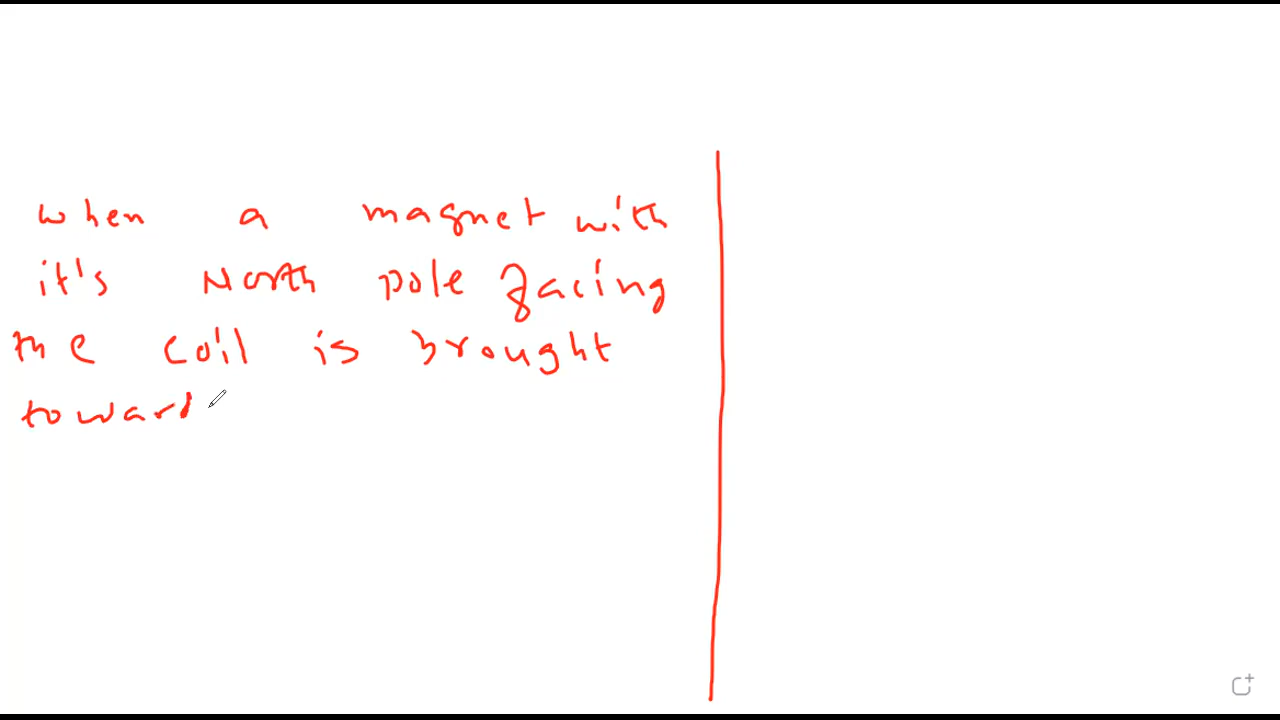 when a magnet with
it's North pole facing
the coil is brought
toward